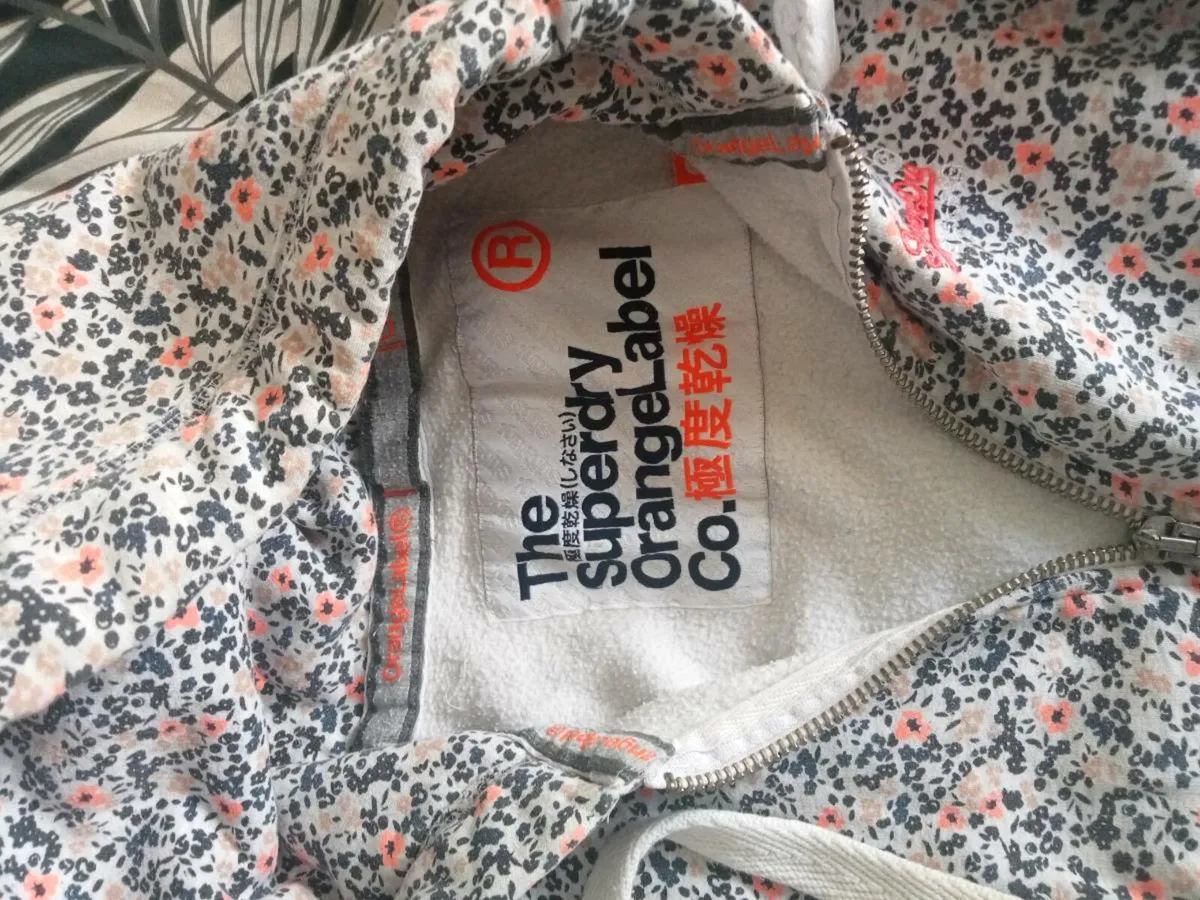 ®
The
極度乾燥(しなさい)
Superdry
OrangeLabel
Co.極度乾燥
OrangeLabel®